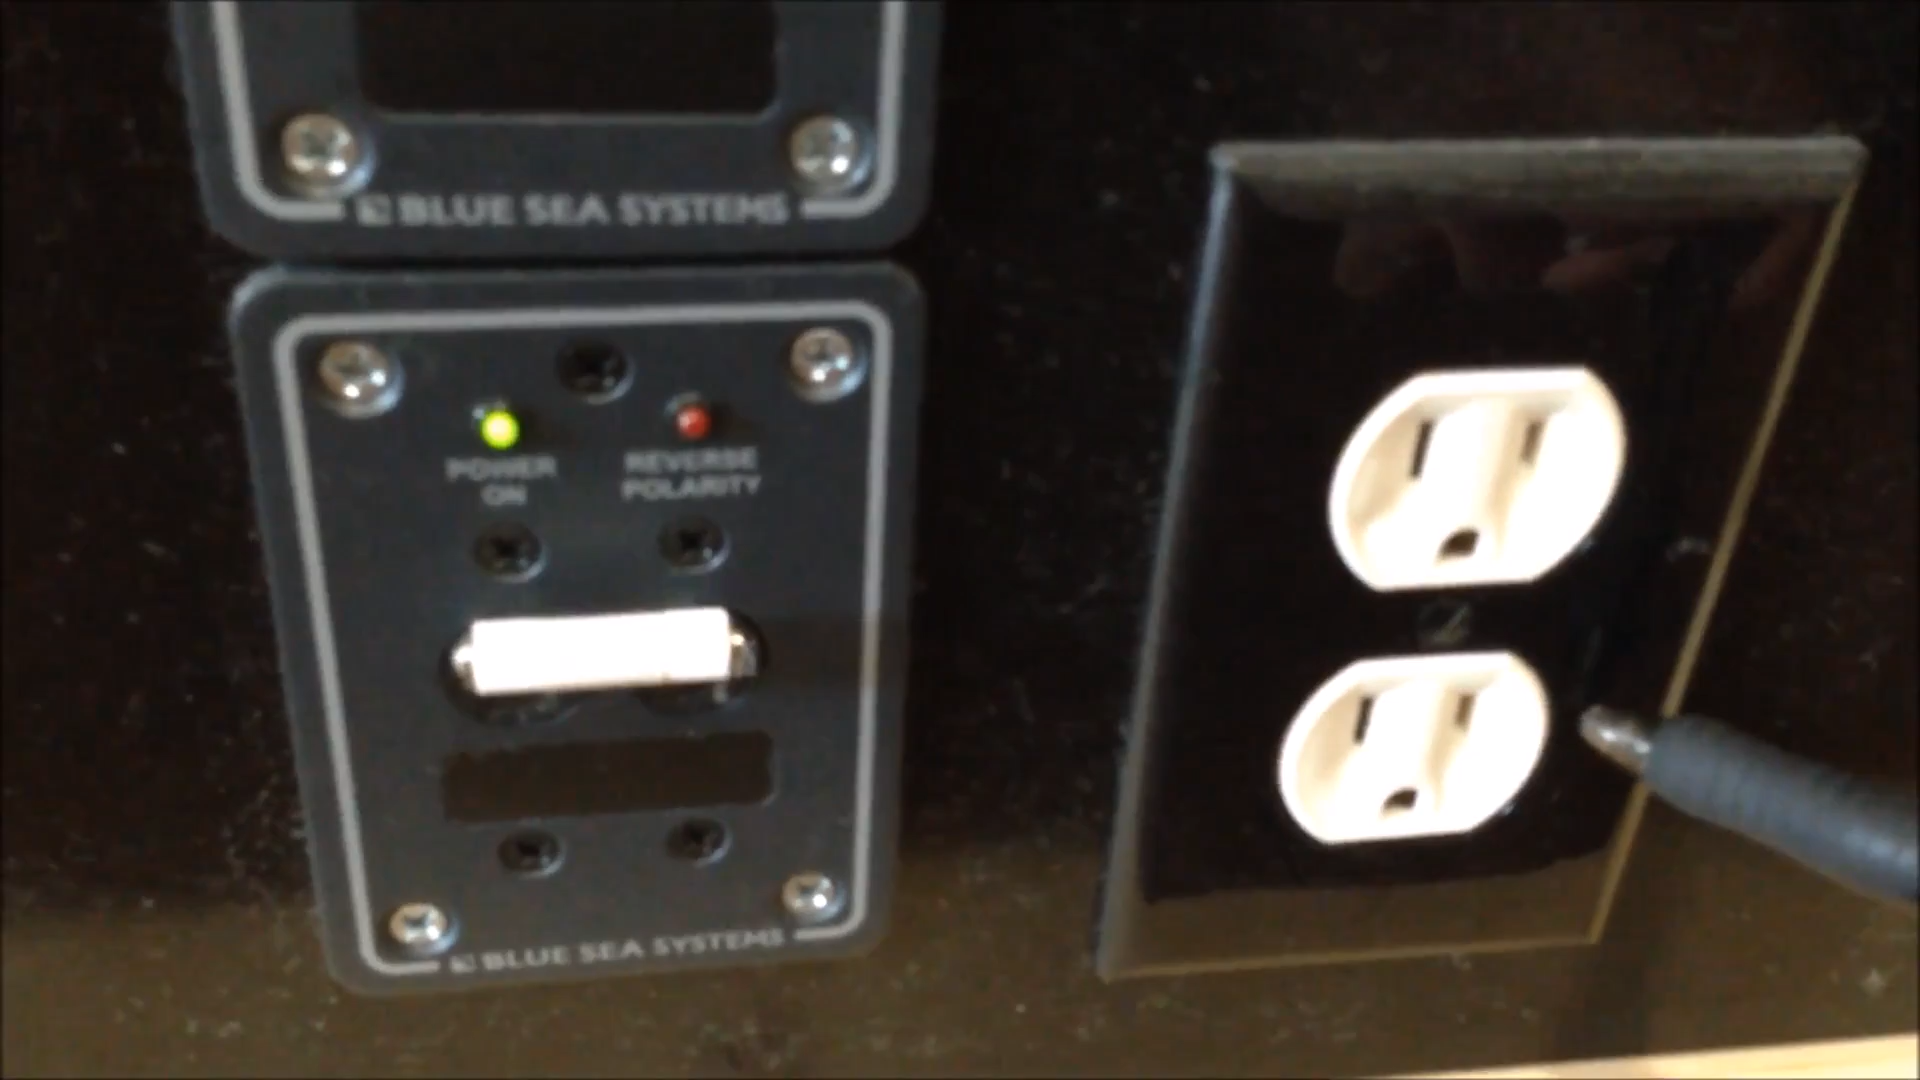 BLUE SEA SYSTEMS
POWER
ON
REVERSE
POLARITY
BLUE SEA SYSTEMS